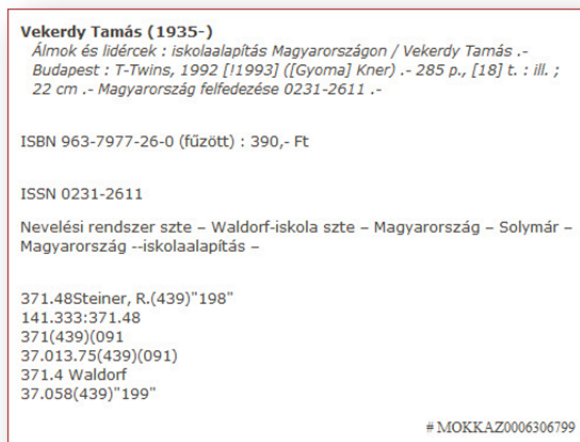 Vekerdy Tamás (1935-)
Álmok és lidércek : iskolaalapítás Magyarországon / Vekerdy Tamás .-
Budapest : T-Twins, 1992 [!1993] ([Gyoma] Kner) .- 285 p., [18] t. : ill. ;
22 cm .- Magyarország felfedezése 0231-2611 .-
ISBN 963-7977-26-0 (fűzött) : 390,- Ft
ISSN 0231-2611
Nevelési rendszer szte – Waldorf-iskola szte – Magyarország – Solymár –
Magyarország --iskolaalapítás –
371.48Steiner, R.(439)"198"
141.333:371.48
371(439)(091
37.013.75(439)(091)
371.4 Waldorf
37.058(439)"199"
# MOKKAZ0006306799